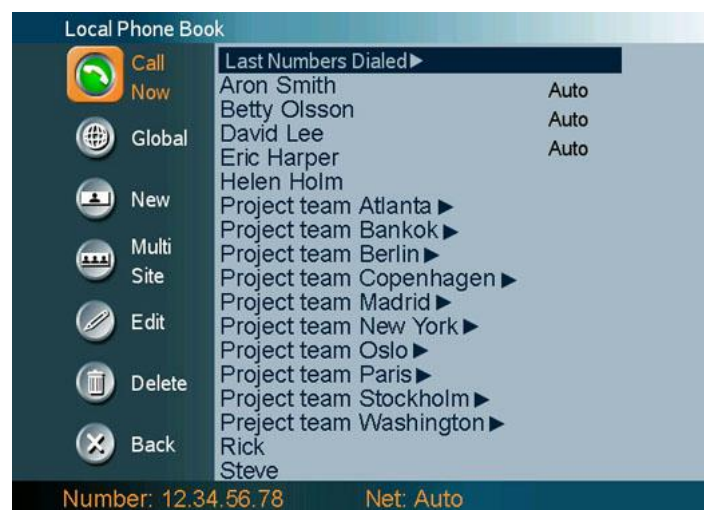 Local Phone Book
Call
Now
Global
New
Multi
Site
Edit
Delete
Back
Last Numbers Dialed▶
Aron Smith Auto
Betty Olsson Auto
David Lee Auto
Eric Harper
Helen Holm
Project team Atlanta ▶
Project team Bankok ▶
Project team Berlin ▶
Project team Copenhagen ▶
Project team Madrid ▶
Project team New York ▶
Project team Oslo ▶
Project team Paris ▶
Project team Stockholm ▶
Preject team Washington ▶
Rick
Steve
Number: 12.34.56.78 Net: Auto